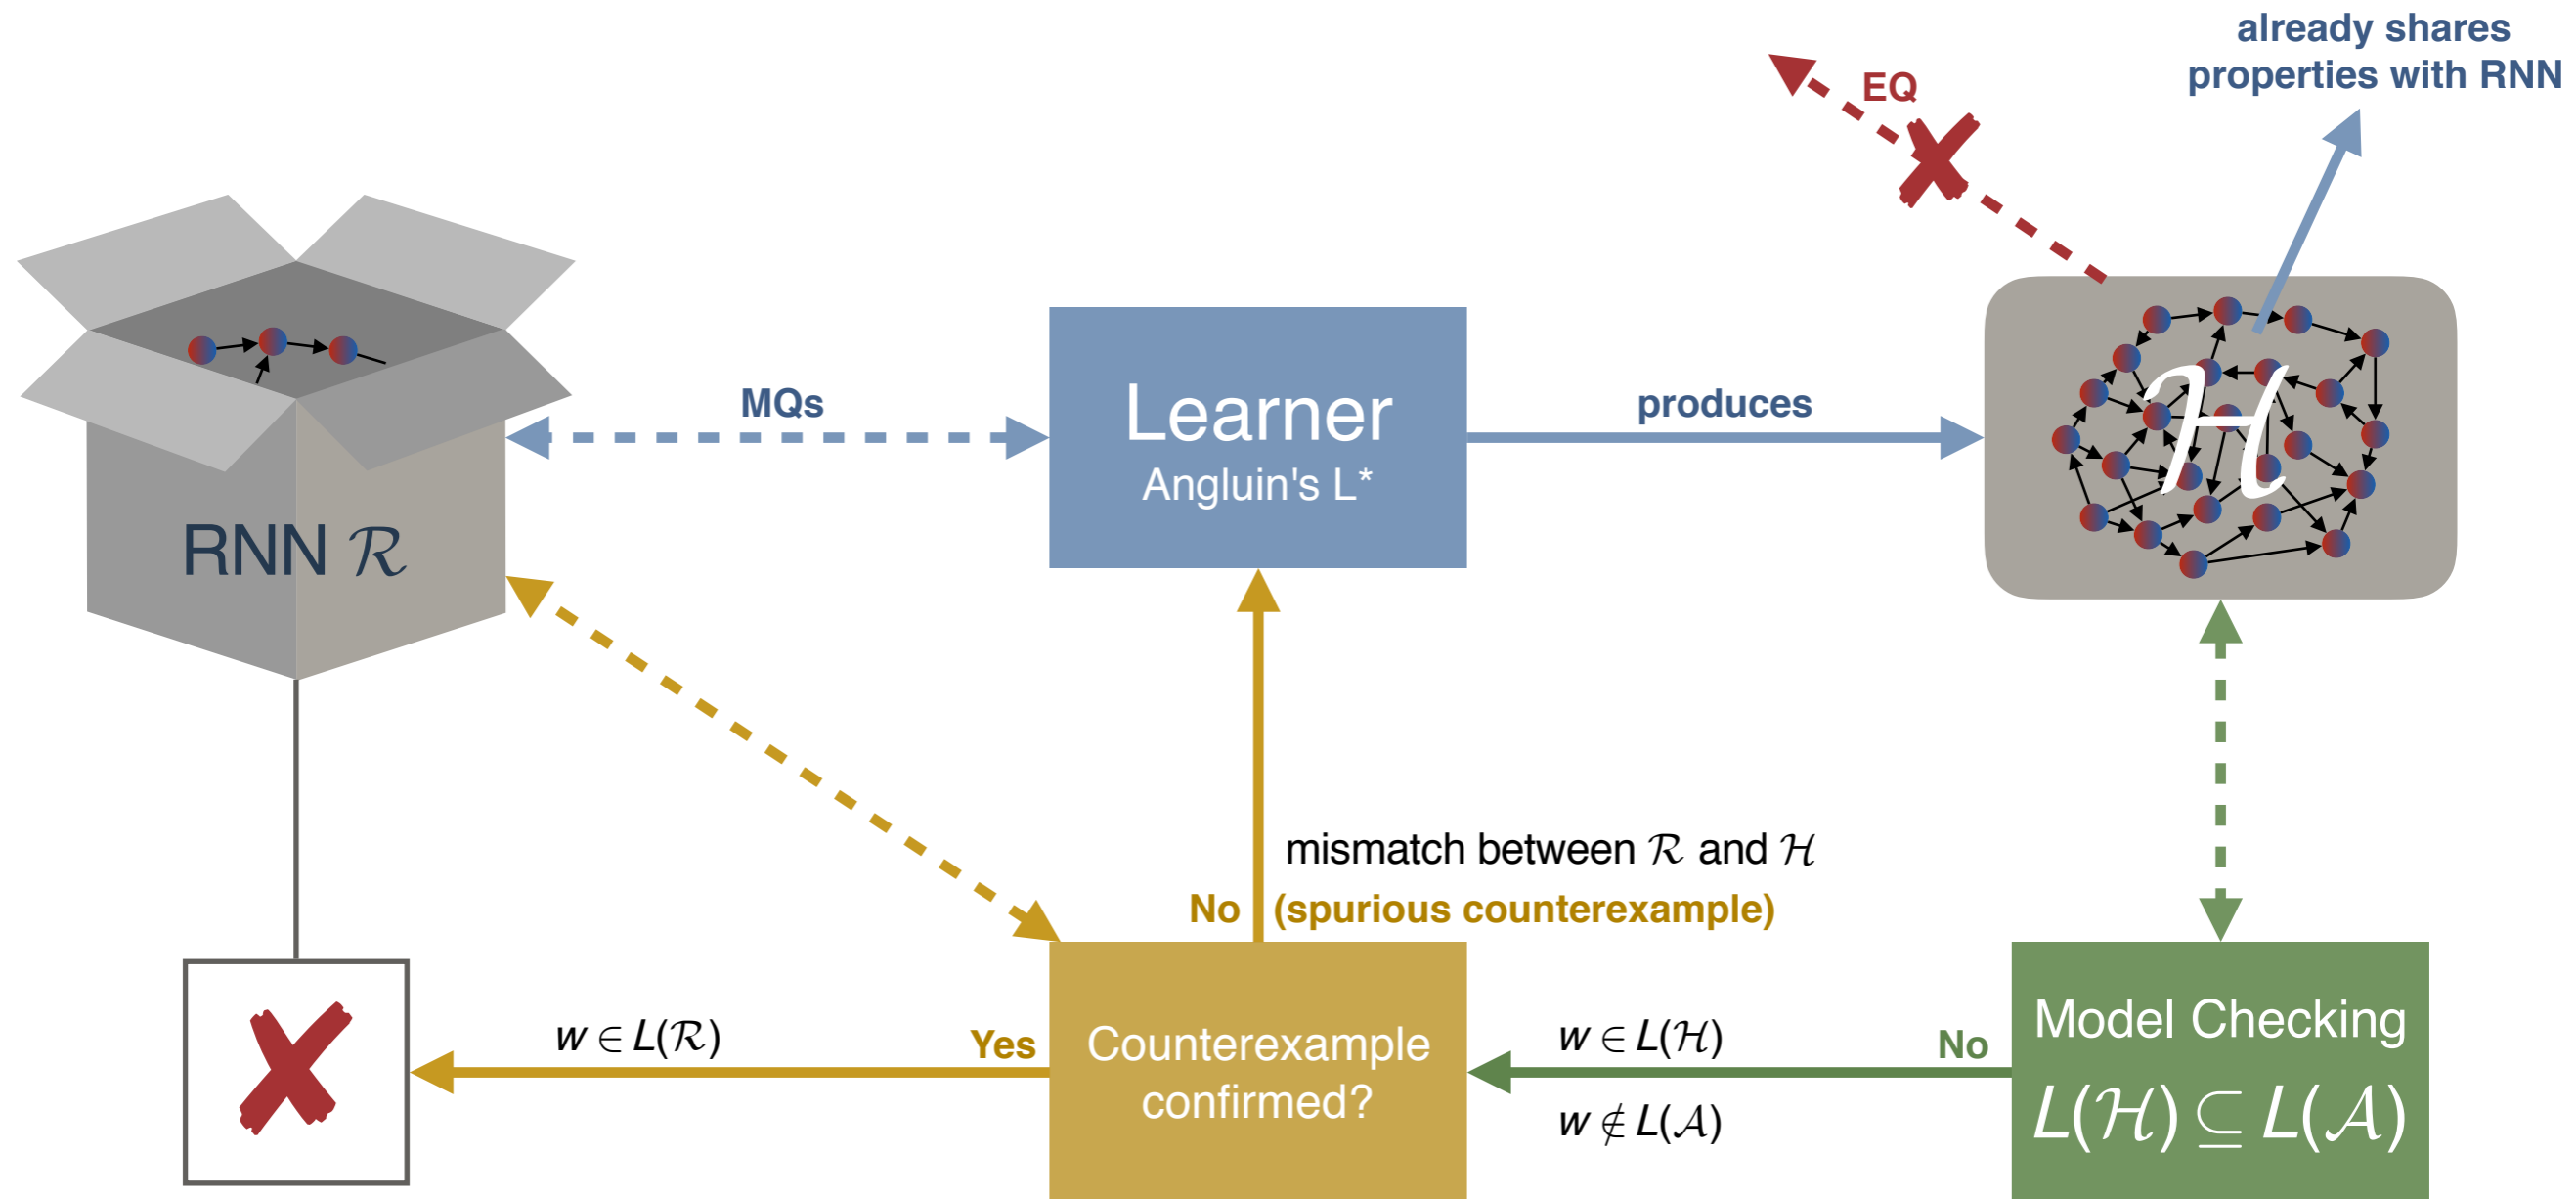 already shares
properties with RNN
EQ
MQs
Learner
Angluin's L*
produces
ℋ
RNN ℛ
mismatch between ℛ and ℋ
No (spurious counterexample)
w ∈ L(ℛ)
Yes
Counterexample
confirmed?
w ∈ L(ℋ)
w ∉ L(𝒜)
No
Model Checking
L(ℋ) ⊆ L(𝒜)